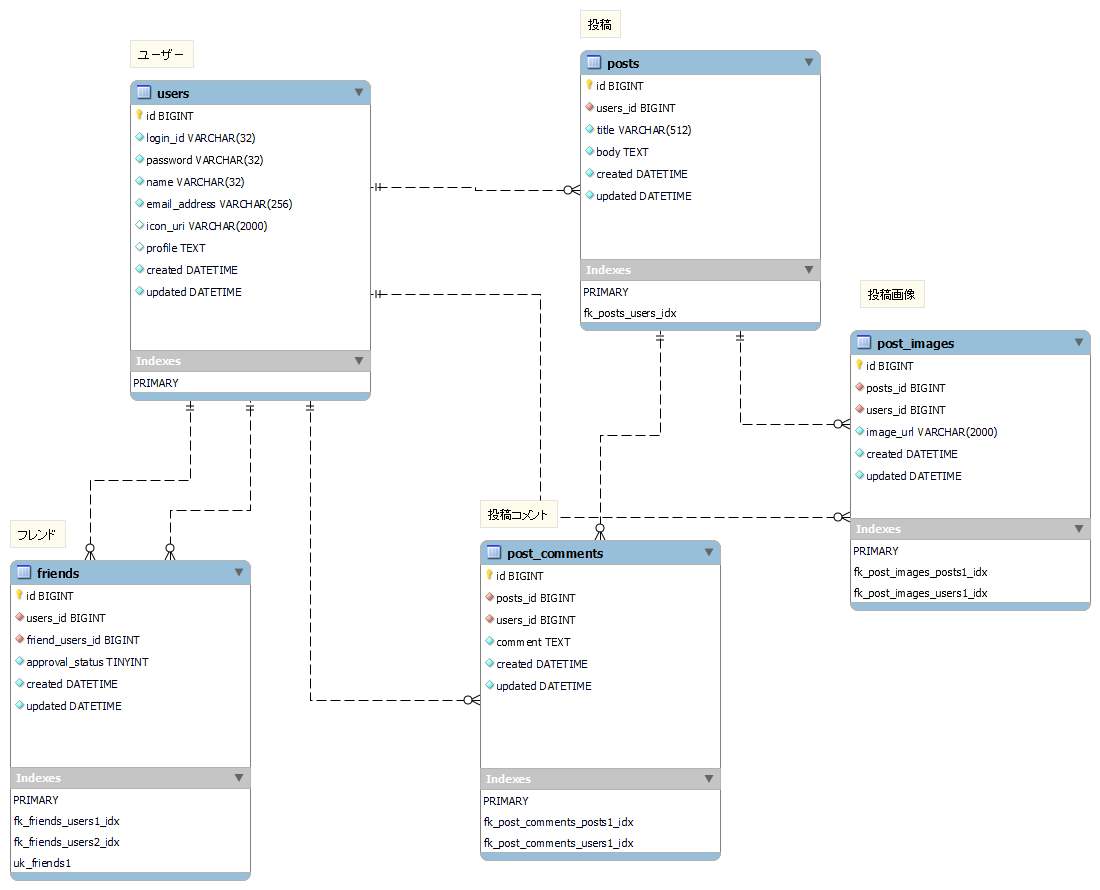 ユーザー
users
id BIGINT
login_id VARCHAR(32)
password VARCHAR(32)
name VARCHAR(32)
email_address VARCHAR(256)
icon_uri VARCHAR(2000)
profile TEXT
created DATETIME
updated DATETIME
Indexes
PRIMARY
投稿
posts
id BIGINT
users_id BIGINT
title VARCHAR(512)
body TEXT
created DATETIME
updated DATETIME
Indexes
PRIMARY
fk_posts_users_idx
投稿画像
post_images
id BIGINT
posts_id BIGINT
users_id BIGINT
image_url VARCHAR(2000)
created DATETIME
updated DATETIME
Indexes
PRIMARY
fk_post_images_posts1_idx
fk_post_images_users1_idx
フレンド
friends
id BIGINT
users_id BIGINT
friend_users_id BIGINT
approval_status TINYINT
created DATETIME
updated DATETIME
Indexes
PRIMARY
fk_friends_users1_idx
fk_friends_users2_idx
uk_friends1
投稿コメント
post_comments
id BIGINT
posts_id BIGINT
users_id BIGINT
comment TEXT
created DATETIME
updated DATETIME
Indexes
PRIMARY
fk_post_comments_posts1_idx
fk_post_comments_users1_idx